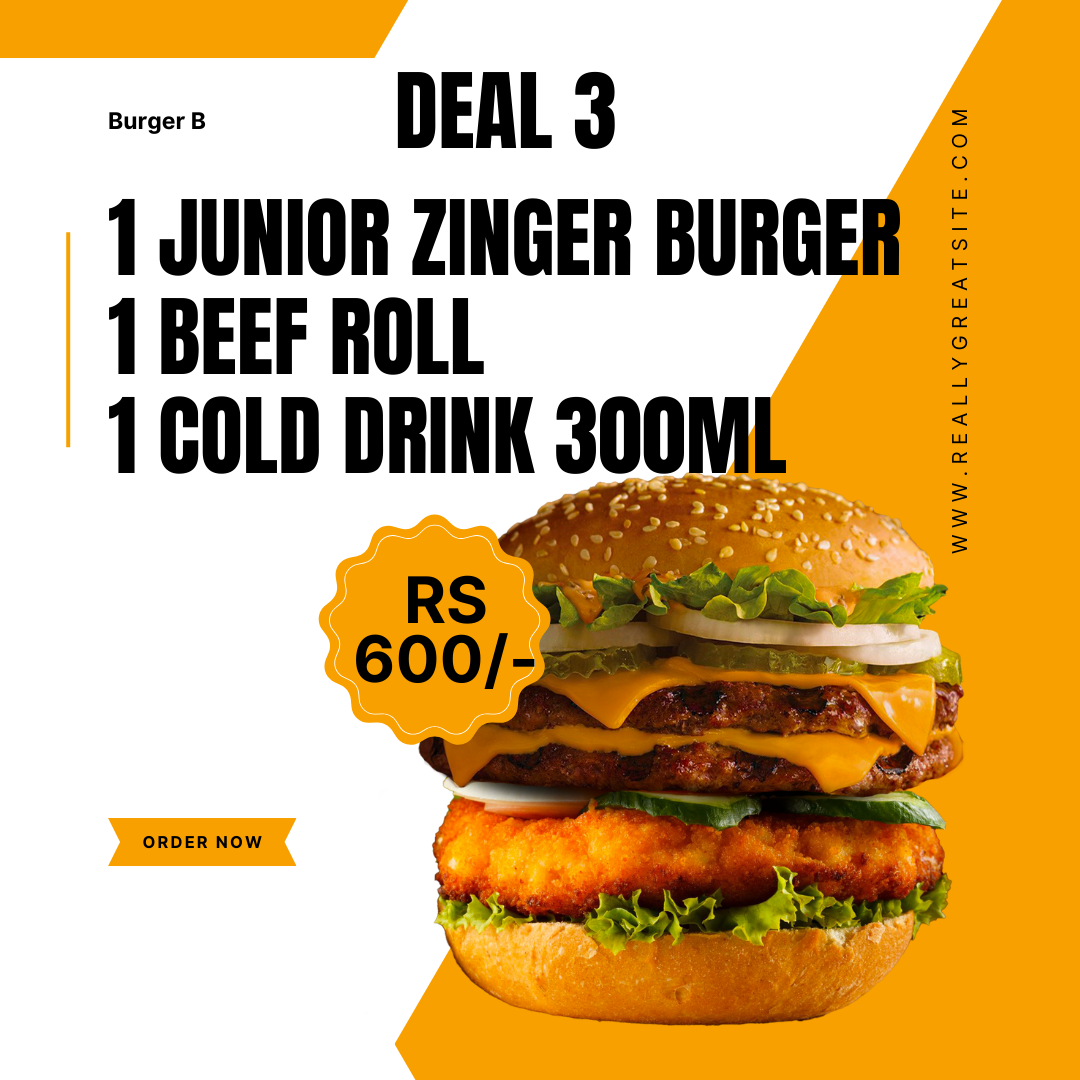 DEAL 3
Burger B
1 JUNIOR ZINGER BURGER
1 BEEF ROLL
1 COLD DRINK 300ML
WWW.REALLYGREATSITE.COM
RS
600/-
ORDER NOW